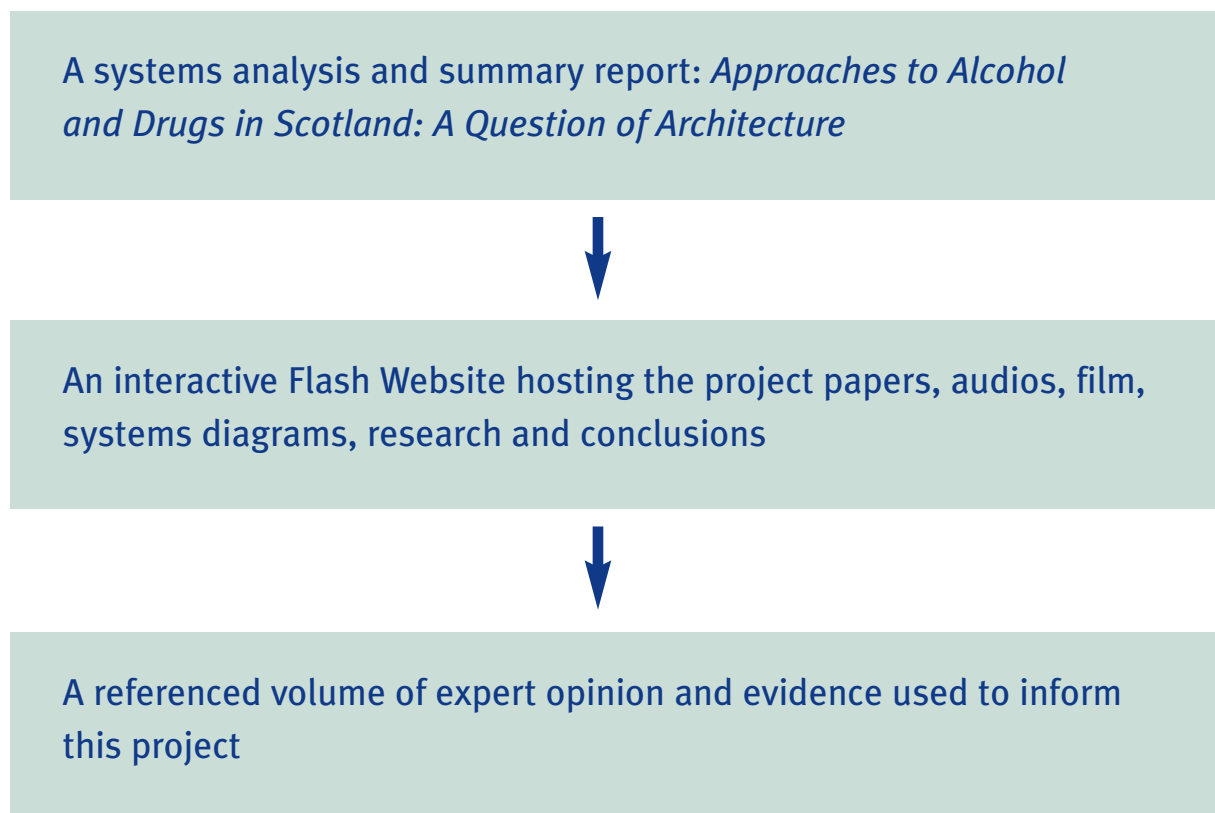 A systems analysis and summary report: Approaches to Alcohol
and Drugs in Scotland: A Question of Architecture
An interactive Flash Website hosting the project papers, audios, film,
systems diagrams, research and conclusions
A referenced volume of expert opinion and evidence used to inform
this project